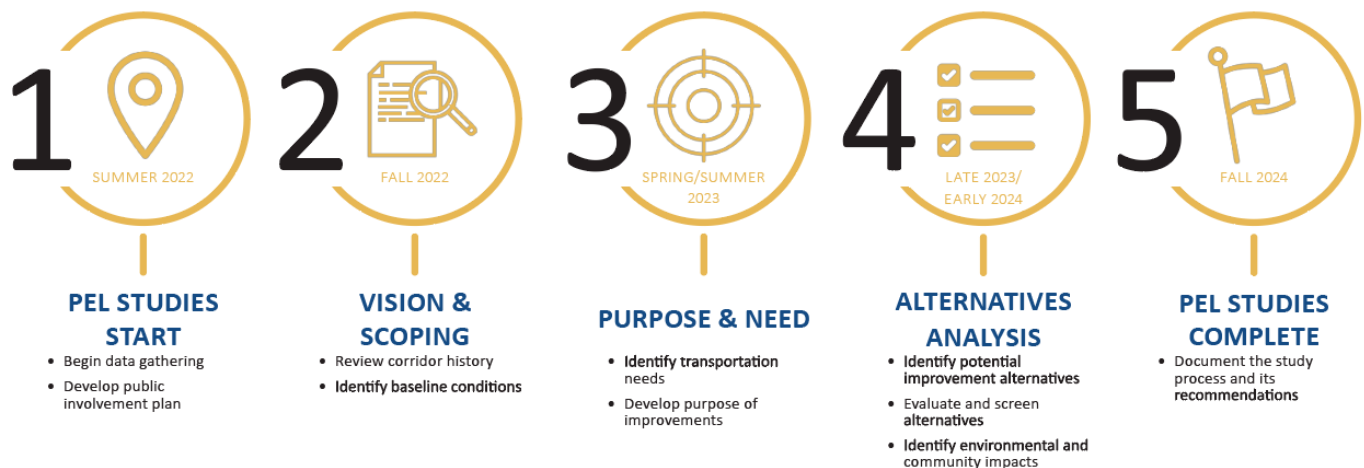 1
SUMMER 2022
PEL STUDIES
START
• Begin data gathering
• Develop public
involvement plan
2
FALL 2022
VISION &
SCOPING
• Review corridor history
• Identify baseline conditions
3
SPRING/SUMMER
2023
PURPOSE & NEED
• Identify transportation
needs
• Develop purpose of
improvements
4
LATE 2023/
EARLY 2024
ALTERNATIVES
ANALYSIS
• Identify potential
improvement alternatives
• Evaluate and screen
alternatives
• Identify environmental and
community impacts
5
FALL 2024
PEL STUDIES
COMPLETE
• Document the study
process and its
recommendations